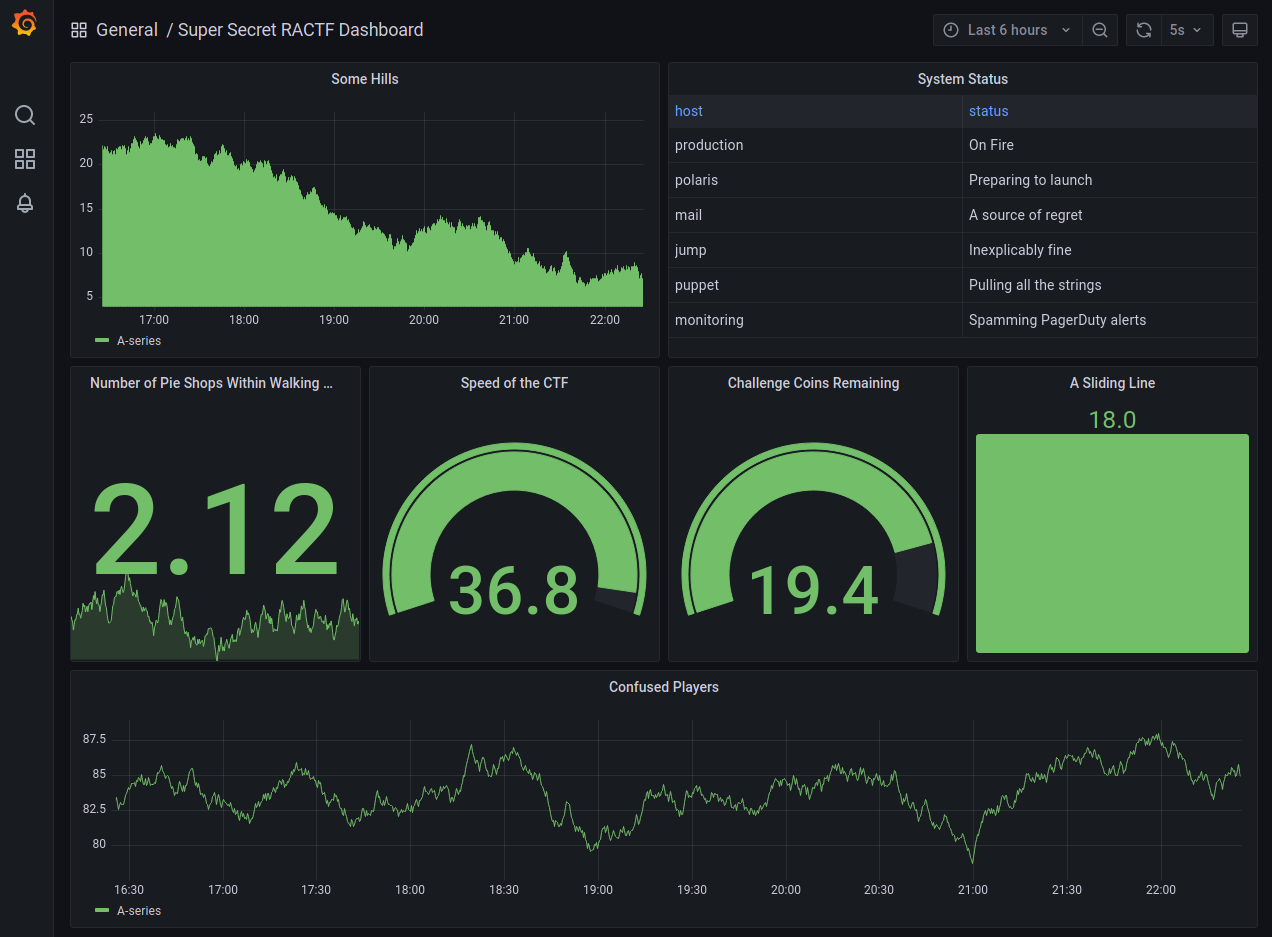 General / Super Secret RACTF Dashboard
Last 6 hours
5s
Some Hills
25
20
15
10
5
17:00 18:00 19:00 20:00 21:00 22:00
A-series
System Status
host status
production On Fire
polaris Preparing to launch
mail A source of regret
jump Inexplicably fine
puppet Pulling all the strings
monitoring Spamming PagerDuty alerts
Number of Pie Shops Within Walking ...
2.12
Speed of the CTF
36.8
Challenge Coins Remaining
19.4
A Sliding Line
18.0
Confused Players
87.5
85
82.5
80
16:30 17:00 17:30 18:00 18:30 19:00 19:30 20:00 20:30 21:00 21:30 22:00
A-series